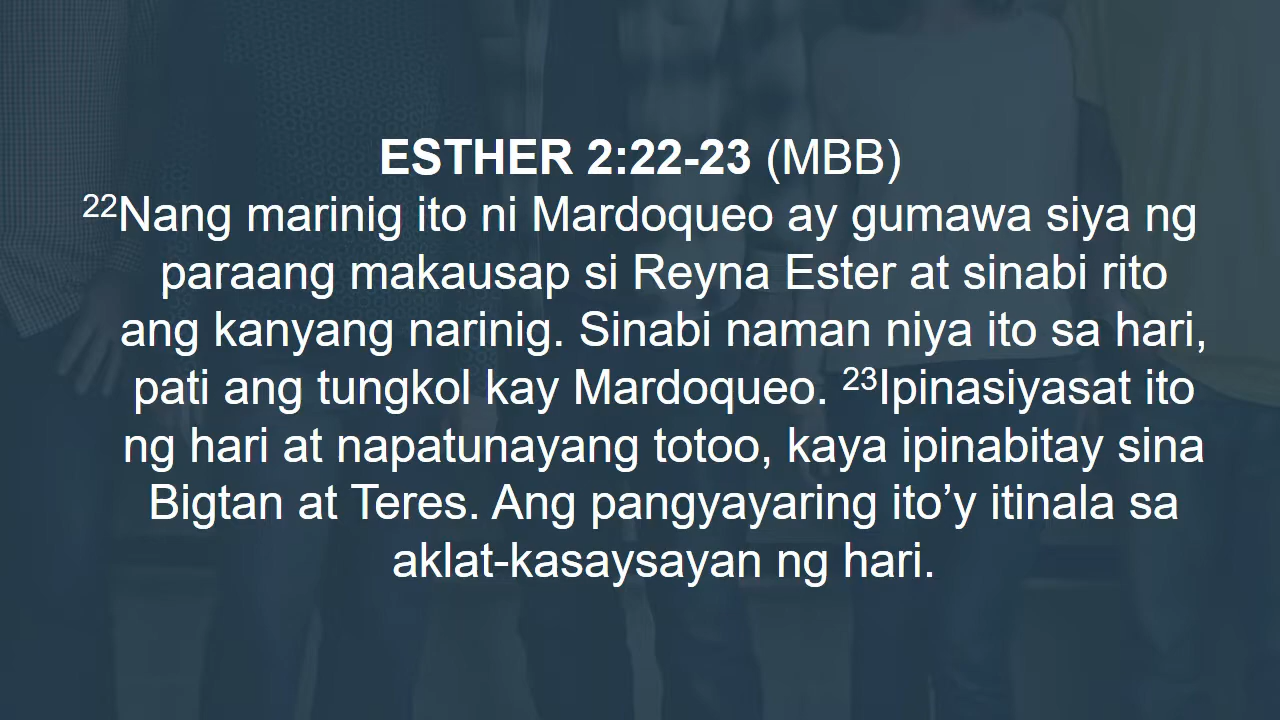 ESTHER 2:22-23 (MBB)
²²Nang marinig ito ni Mardoqueo ay gumawa siya ng
paraang makausap si Reyna Ester at sinabi rito
ang kanyang narinig. Sinabi naman niya ito sa hari,
pati ang tungkol kay Mardoqueo. ²³Ipinasiyasat ito
ng hari at napatunayang totoo, kaya ipinabitay sina
Bigtan at Teres. Ang pangyayaring ito’y itinala sa
aklat-kasaysayan ng hari.